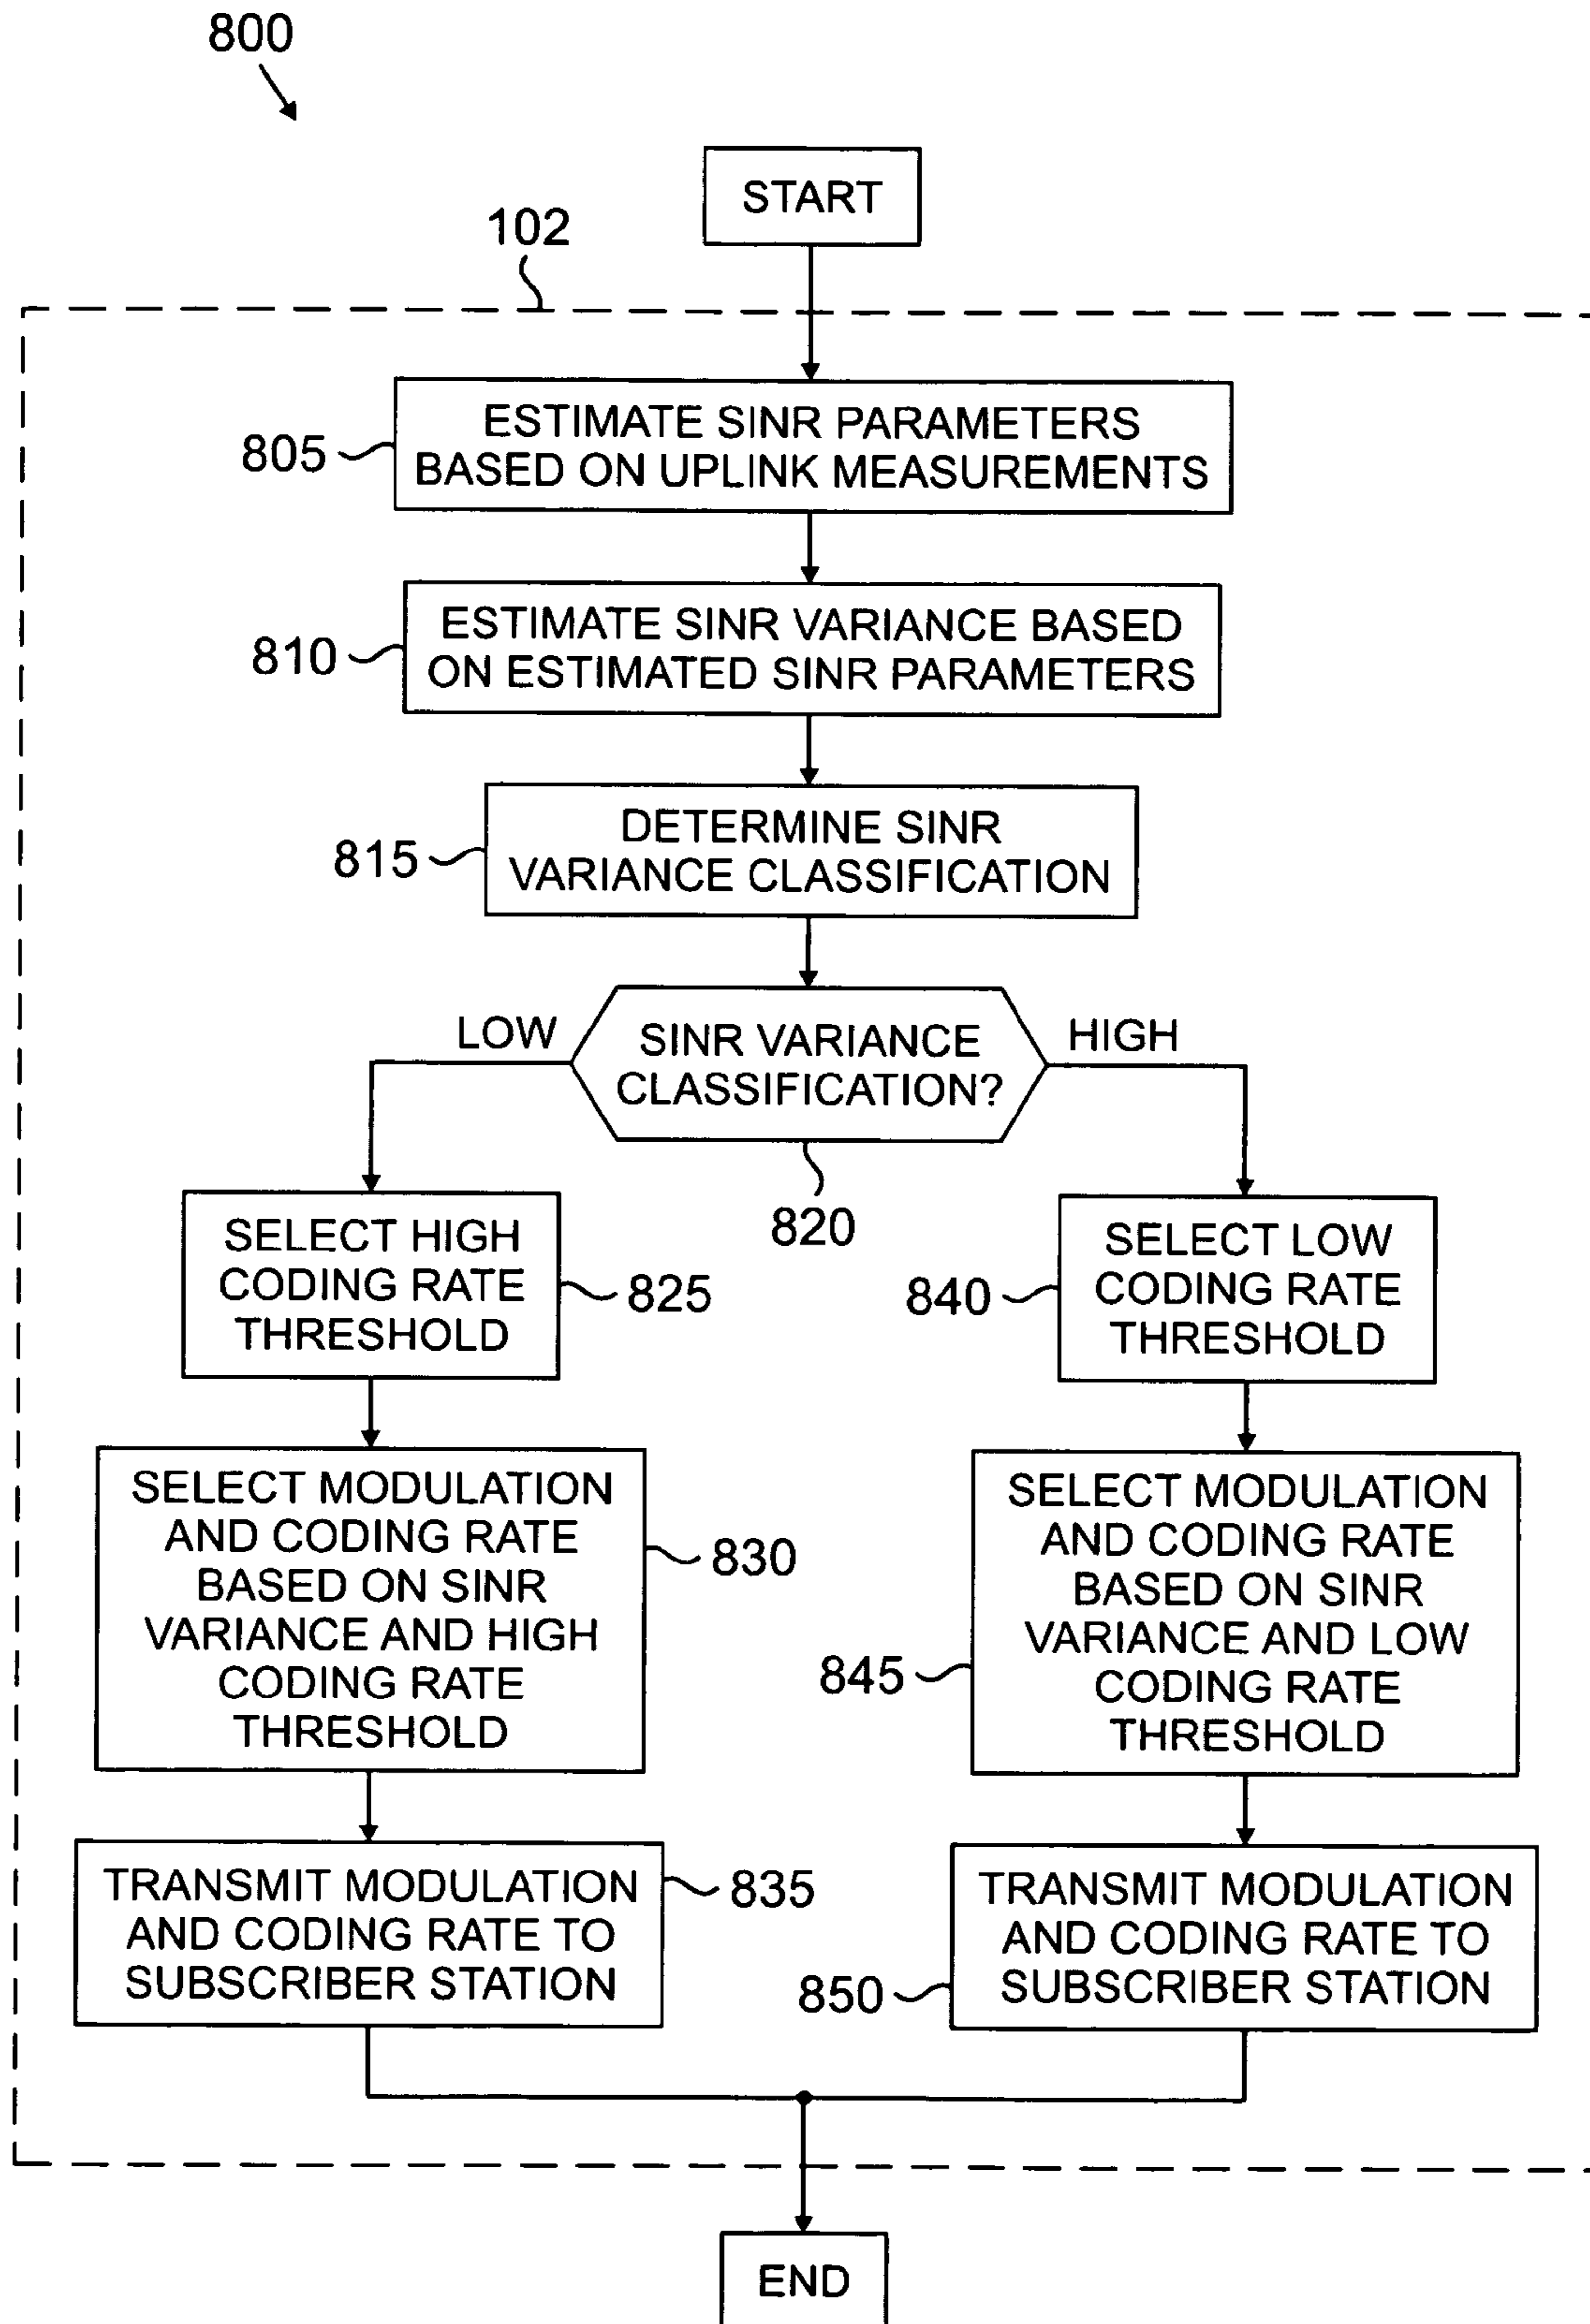 800
START
102
ESTIMATE SINR PARAMETERS
BASED ON UPLINK MEASUREMENTS
805
ESTIMATE SINR VARIANCE BASED
ON ESTIMATED SINR PARAMETERS
810
DETERMINE SINR
VARIANCE CLASSIFICATION
815
LOW
SINR VARIANCE
CLASSIFICATION?
HIGH
820
SELECT HIGH
CODING RATE
THRESHOLD
825
SELECT LOW
CODING RATE
THRESHOLD
840
SELECT MODULATION
AND CODING RATE
BASED ON SINR
VARIANCE AND HIGH
CODING RATE
THRESHOLD
830
SELECT MODULATION
AND CODING RATE
BASED ON SINR
VARIANCE AND LOW
CODING RATE
THRESHOLD
845
TRANSMIT MODULATION
AND CODING RATE TO
SUBSCRIBER STATION
835
TRANSMIT MODULATION
AND CODING RATE TO
SUBSCRIBER STATION
850
END